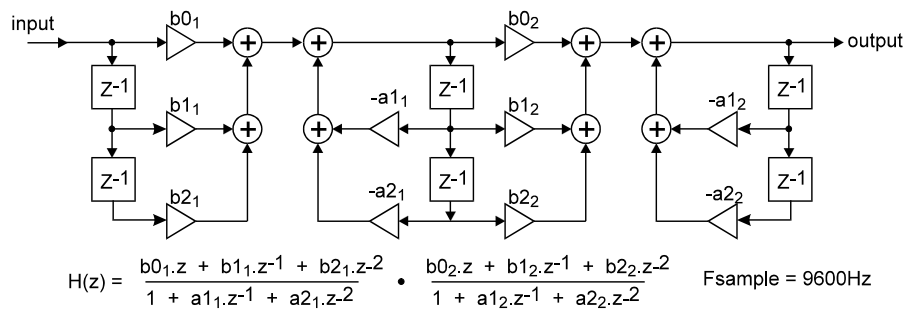 input
b0₁
b0₂
output
Z⁻¹
Z⁻¹
Z⁻¹
b1₁
-a1₁
b1₂
-a1₂
Z⁻¹
Z⁻¹
Z⁻¹
b2₁
-a2₁
b2₂
-a2₂
H(z) = b0₁.z + b1₁.z⁻¹ + b2₁.z⁻² • b0₂.z + b1₂.z⁻¹ + b2₂.z⁻² Fsample = 9600Hz
1 + a1₁.z⁻¹ + a2₁.z⁻² 1 + a1₂.z⁻¹ + a2₂.z⁻²